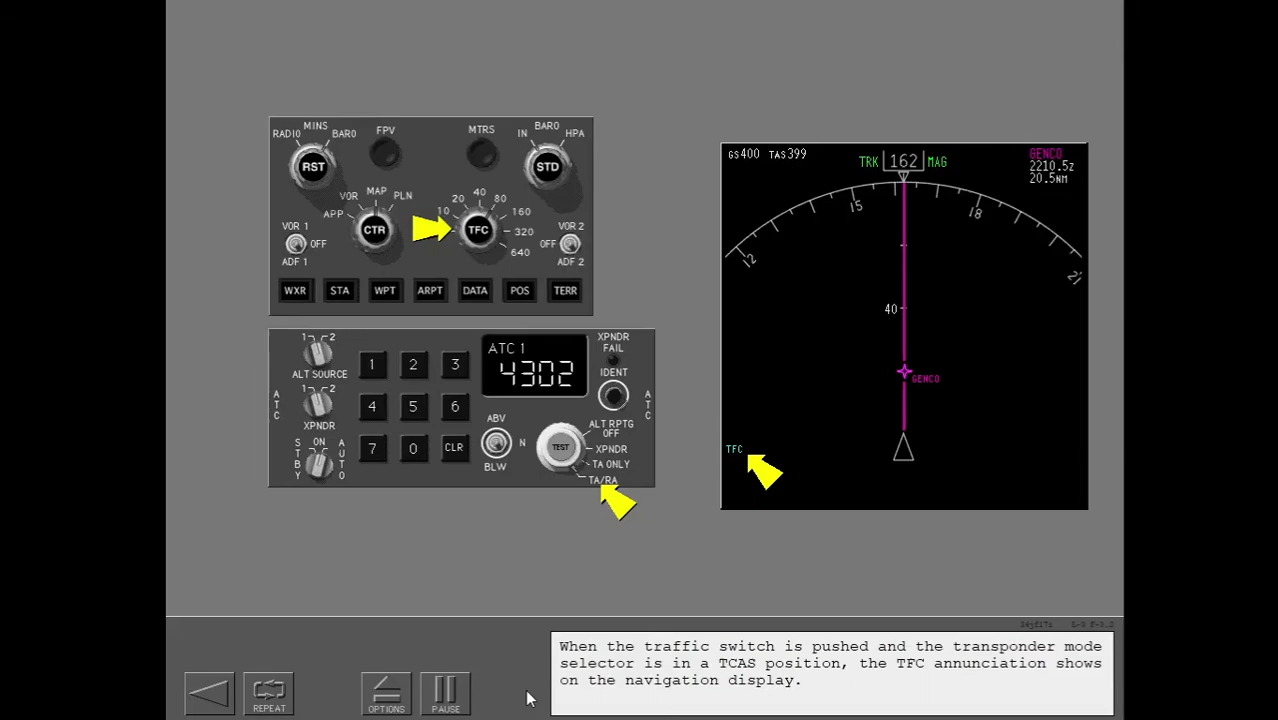 MINS
RADIO
BARO
FPV
MTRS
BARO
IN
HPA
RST
STD
VOR
MAP
PLN
APP
CTR
10
20
40
80
160
320
640
TFC
VOR 1
OFF
ADF 1
VOR 2
OFF
ADF 2
WXR
STA
WPT
ARPT
DATA
POS
TERR
1
2
ALT SOURCE
1
2
XPNDR
STBY
ON
AUTO
ATC
1
2
3
4
5
6
7
0
CLR
ATC 1
4302
XPNDR
FAIL
IDENT
ATC
ABV
N
BLW
TEST
ALT RPTG
OFF
XPNDR
TA ONLY
TA/RA
GS400 TAS399
TRK 162 MAG
GENCO
2210.5Z
20.5NM
12
15
18
21
40
GENCO
TFC
When the traffic switch is pushed and the transponder mode
selector is in a TCAS position, the TFC annunciation shows
on the navigation display.
REPEAT
OPTIONS
PAUSE